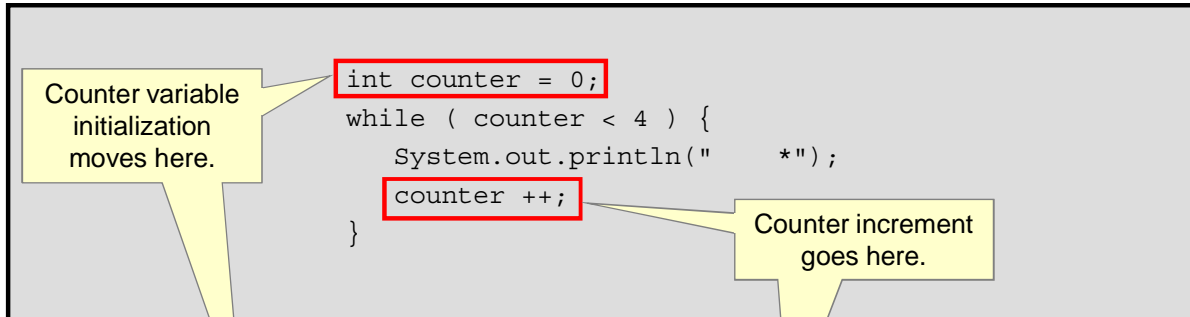 Counter variable
initialization
moves here.
int counter = 0;
while ( counter < 4 ) {
   System.out.println("     *");
   counter ++;
}
Counter increment
goes here.